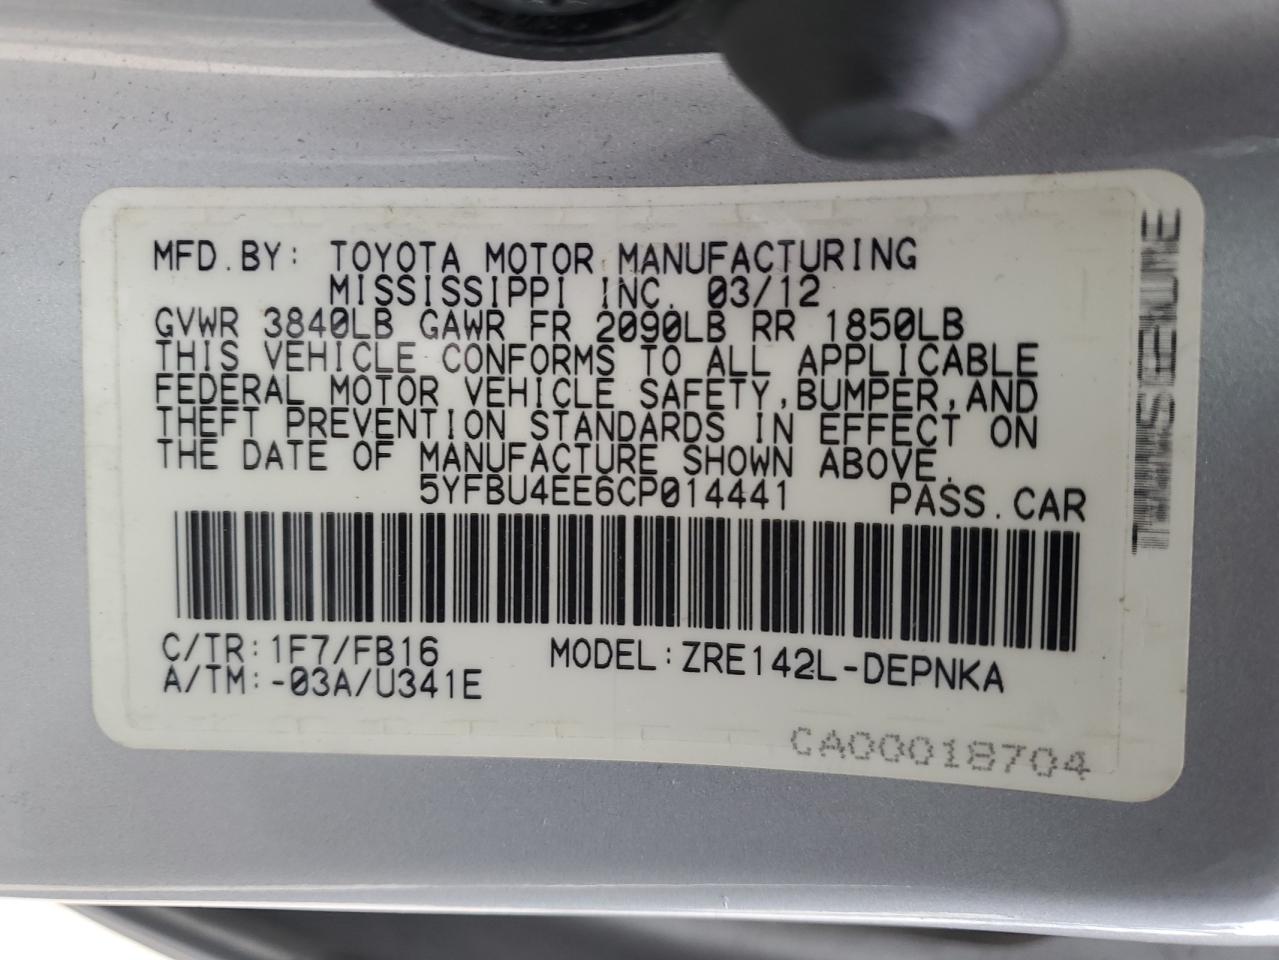 MFD.BY: TOYOTA MOTOR MANUFACTURING
MISSISSIPPI INC. 03/12
GVWR 3840LB GAWR FR 2090LB RR 1850LB
THIS VEHICLE CONFORMS TO ALL APPLICABLE
FEDERAL MOTOR VEHICLE SAFETY,BUMPER,AND
THEFT PREVENTION STANDARDS IN EFFECT ON
THE DATE OF MANUFACTURE SHOWN ABOVE.
5YFBU4EE6CP014441 PASS.CAR
C/TR:1F7/FB16 MODEL:ZRE142L-DEPNKA
A/TM:-03A/U341E
CA00018704